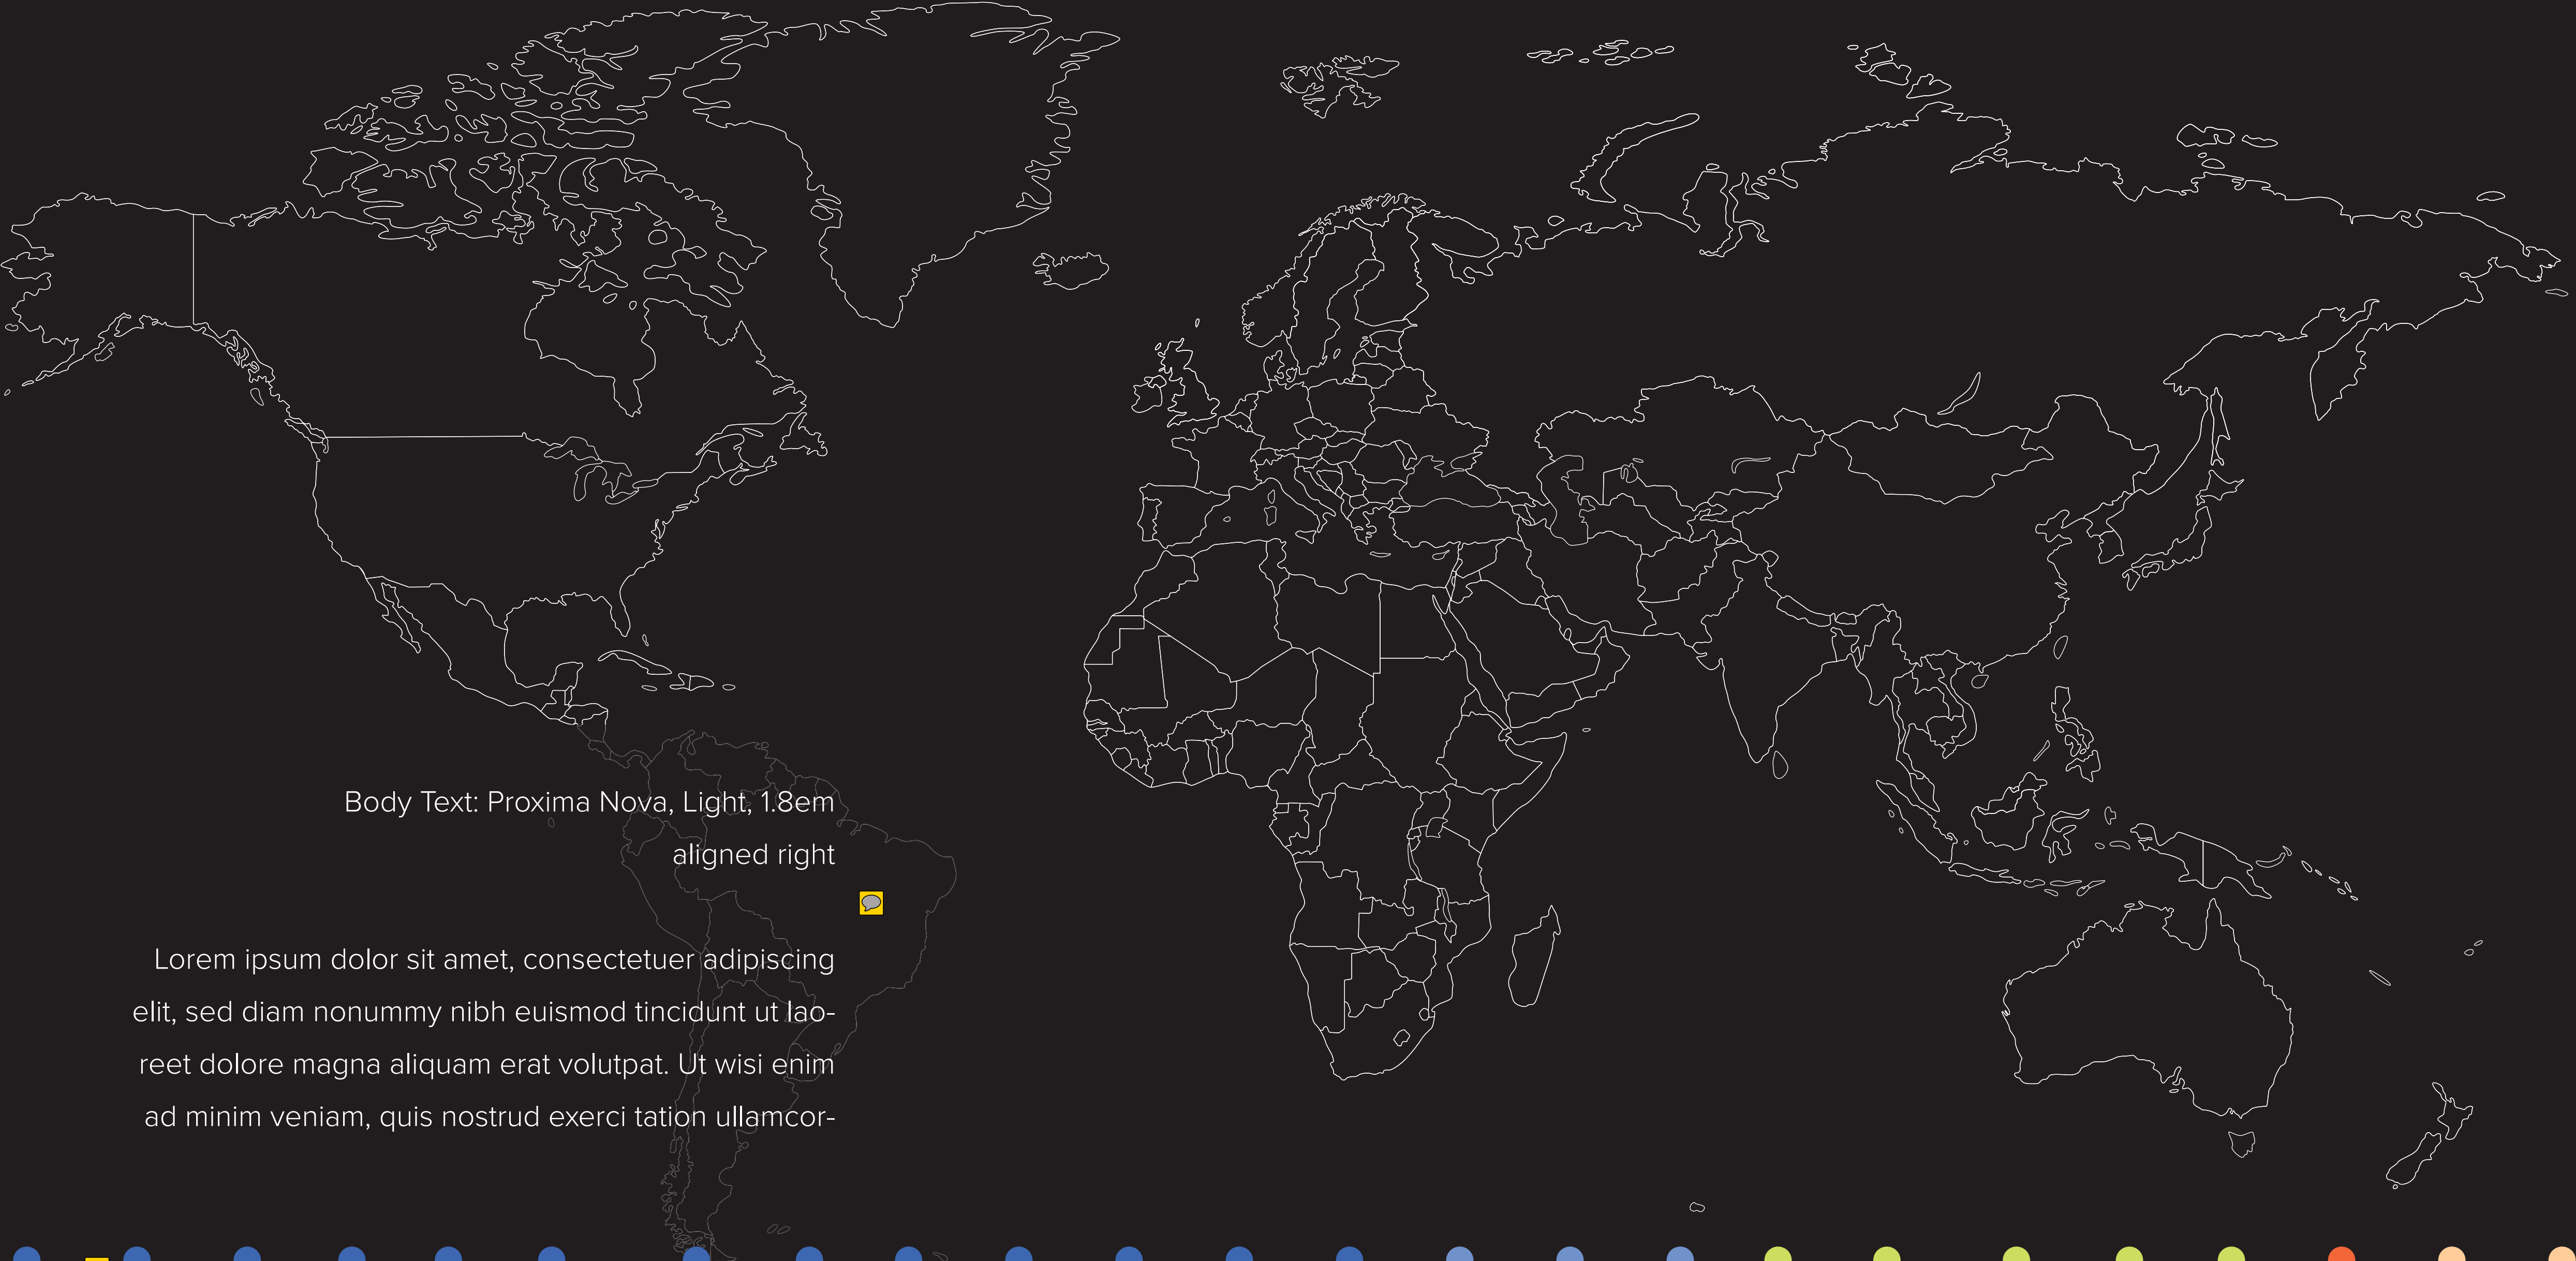 Body Text: Proxima Nova, Light, 1.8em
aligned right
Lorem ipsum dolor sit amet, consectetuer adipiscing
elit, sed diam nonummy nibh euismod tincidunt ut lao-
reet dolore magna aliquam erat volutpat. Ut wisi enim
ad minim veniam, quis nostrud exerci tation ullamcor-